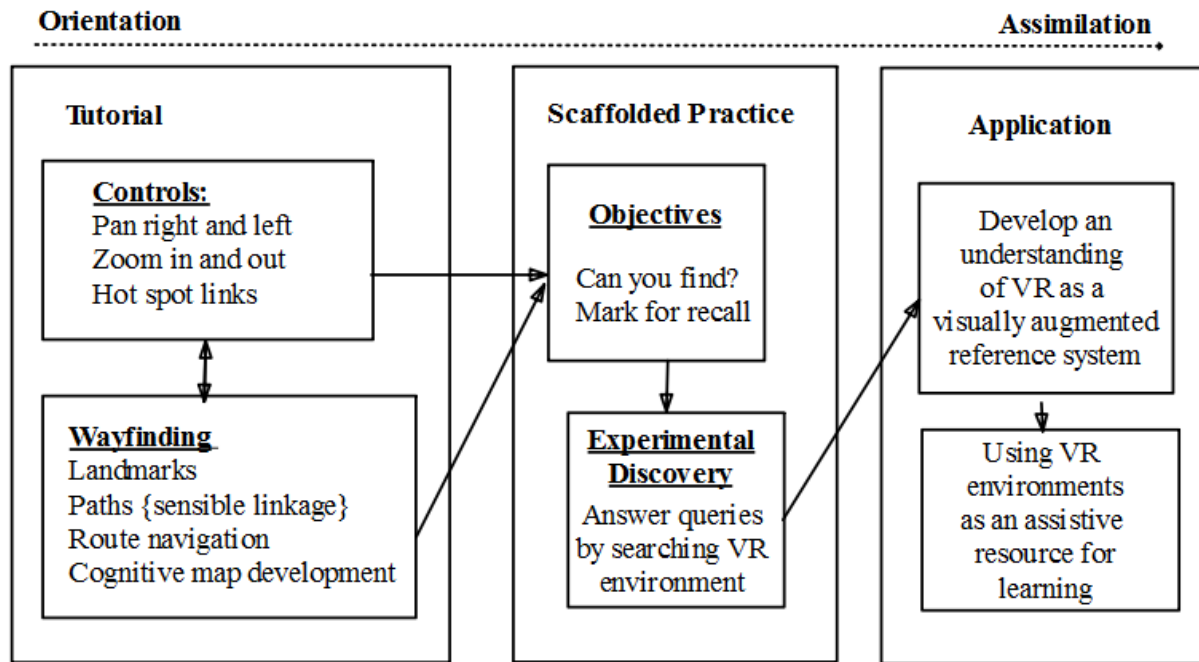 Orientation
Assimilation
Tutorial
Controls:
Pan right and left
Zoom in and out
Hot spot links
Wayfinding
Landmarks
Paths {sensible linkage}
Route navigation
Cognitive map development
Scaffolded Practice
Objectives
Can you find?
Mark for recall
Experimental
Discovery
Answer queries
by searching VR
environment
Application
Develop an
understanding
of VR as a
visually augmented
reference system
Using VR
environments
as an assistive
resource for
learning